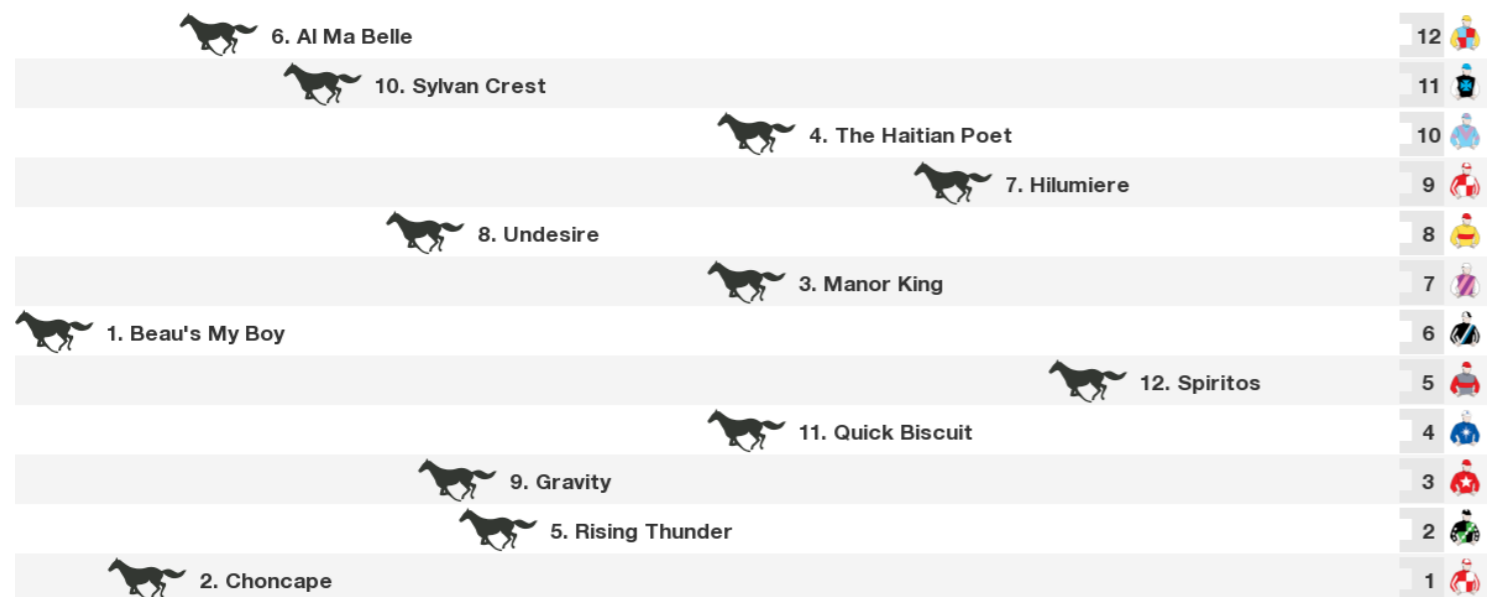 6. Al Ma Belle 12
10. Sylvan Crest 11
4. The Haitian Poet 10
7. Hilumiere 9
8. Undesire 8
3. Manor King 7
1. Beau's My Boy 6
12. Spiritos 5
11. Quick Biscuit 4
9. Gravity 3
5. Rising Thunder 2
2. Choncape 1